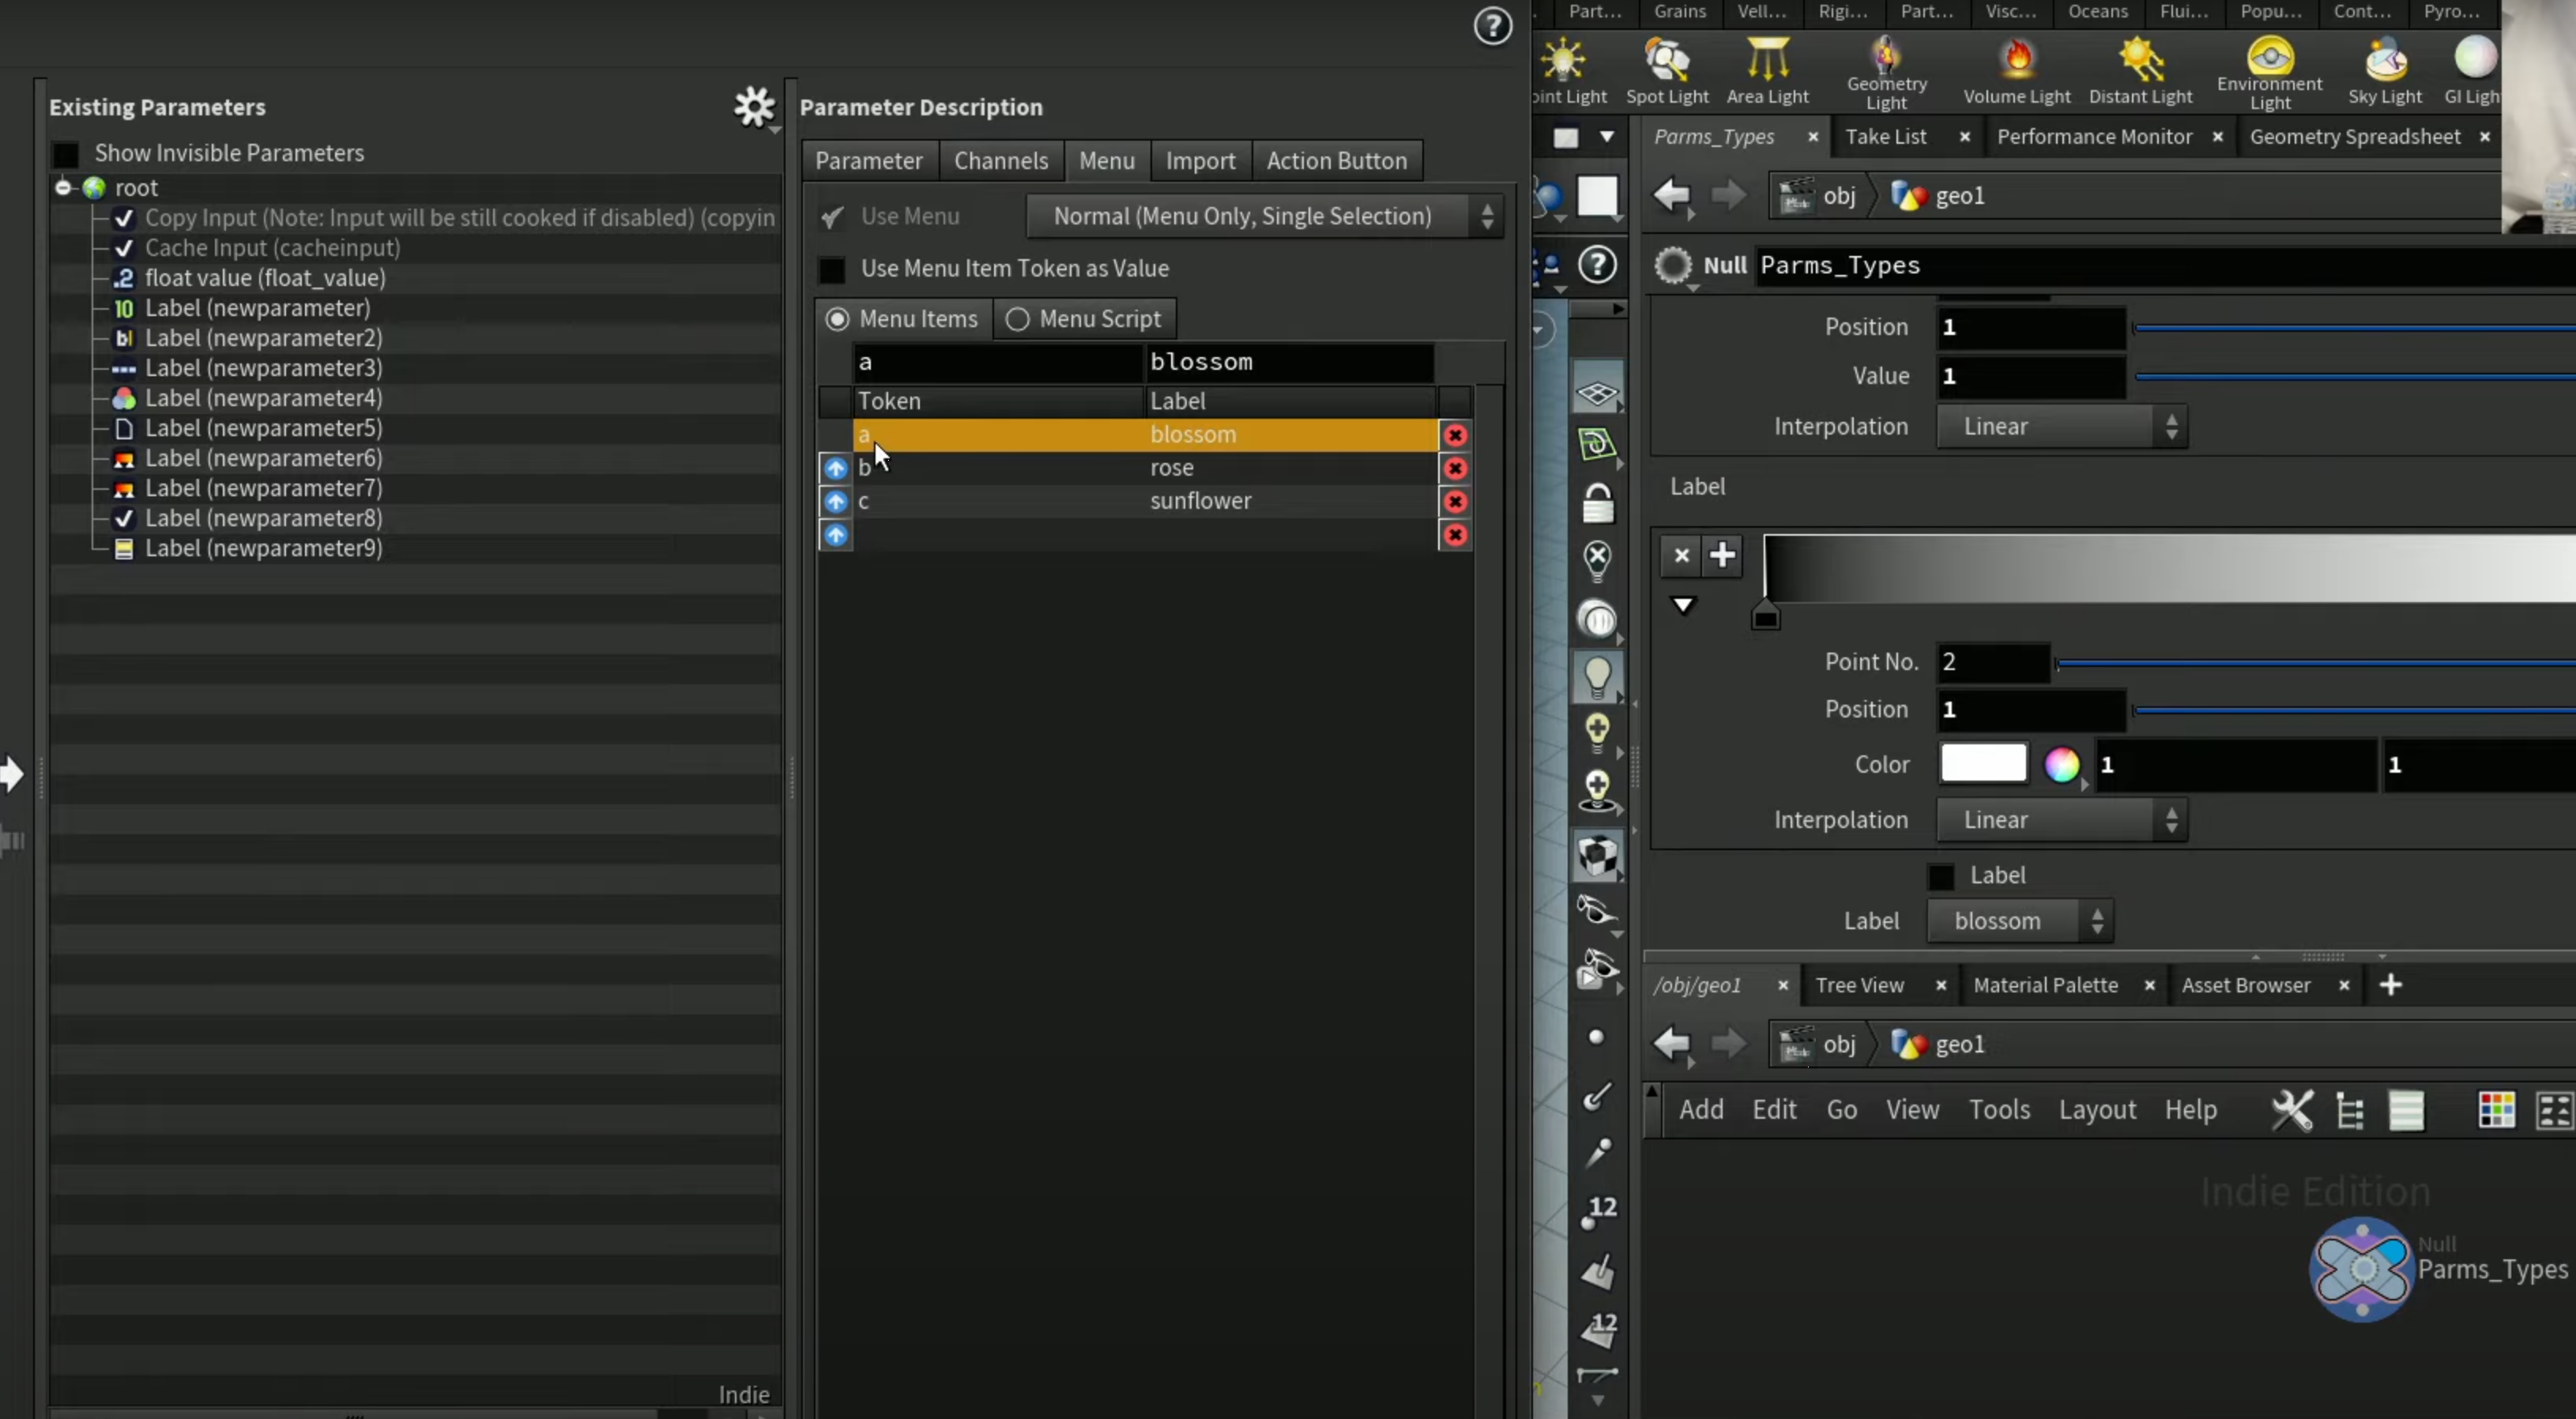 Existing Parameters
Show Invisible Parameters
root
Copy Input (Note: Input will be still cooked if disabled) (copyin
Cache Input (cacheinput)
.2 float value (float_value)
10 Label (newparameter)
Label (newparameter2)
Label (newparameter3)
Label (newparameter4)
Label (newparameter5)
Label (newparameter6)
Label (newparameter7)
Label (newparameter8)
Label (newparameter9)
Indie
Parameter Description
Parameter Channels Menu Import Action Button
Use Menu Normal (Menu Only, Single Selection)
Use Menu Item Token as Value
Menu Items Menu Script
a blossom
Token Label
a blossom
b rose
c sunflower
Part... Grains Vell... Rigi... Part... Visc... Oceans Flui... Popu... Cont... Pyro...
oint Light Spot Light Area Light Geometry Light Volume Light Distant Light Environment Light Sky Light GI Ligh
Parms_Types Take List Performance Monitor Geometry Spreadsheet
obj geo1
Null Parms_Types
Position 1
Value 1
Interpolation Linear
Label
Point No. 2
Position 1
Color 1 1
Interpolation Linear
Label
Label blossom
/obj/geo1 Tree View Material Palette Asset Browser
obj geo1
Add Edit Go View Tools Layout Help
Indie Edition
Null
Parms_Types
12
12